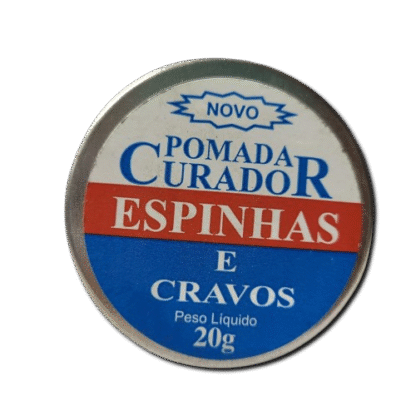 NOVO
POMADA
CURADOR
ESPINHAS
E
CRAVOS
Peso Líquido
20g